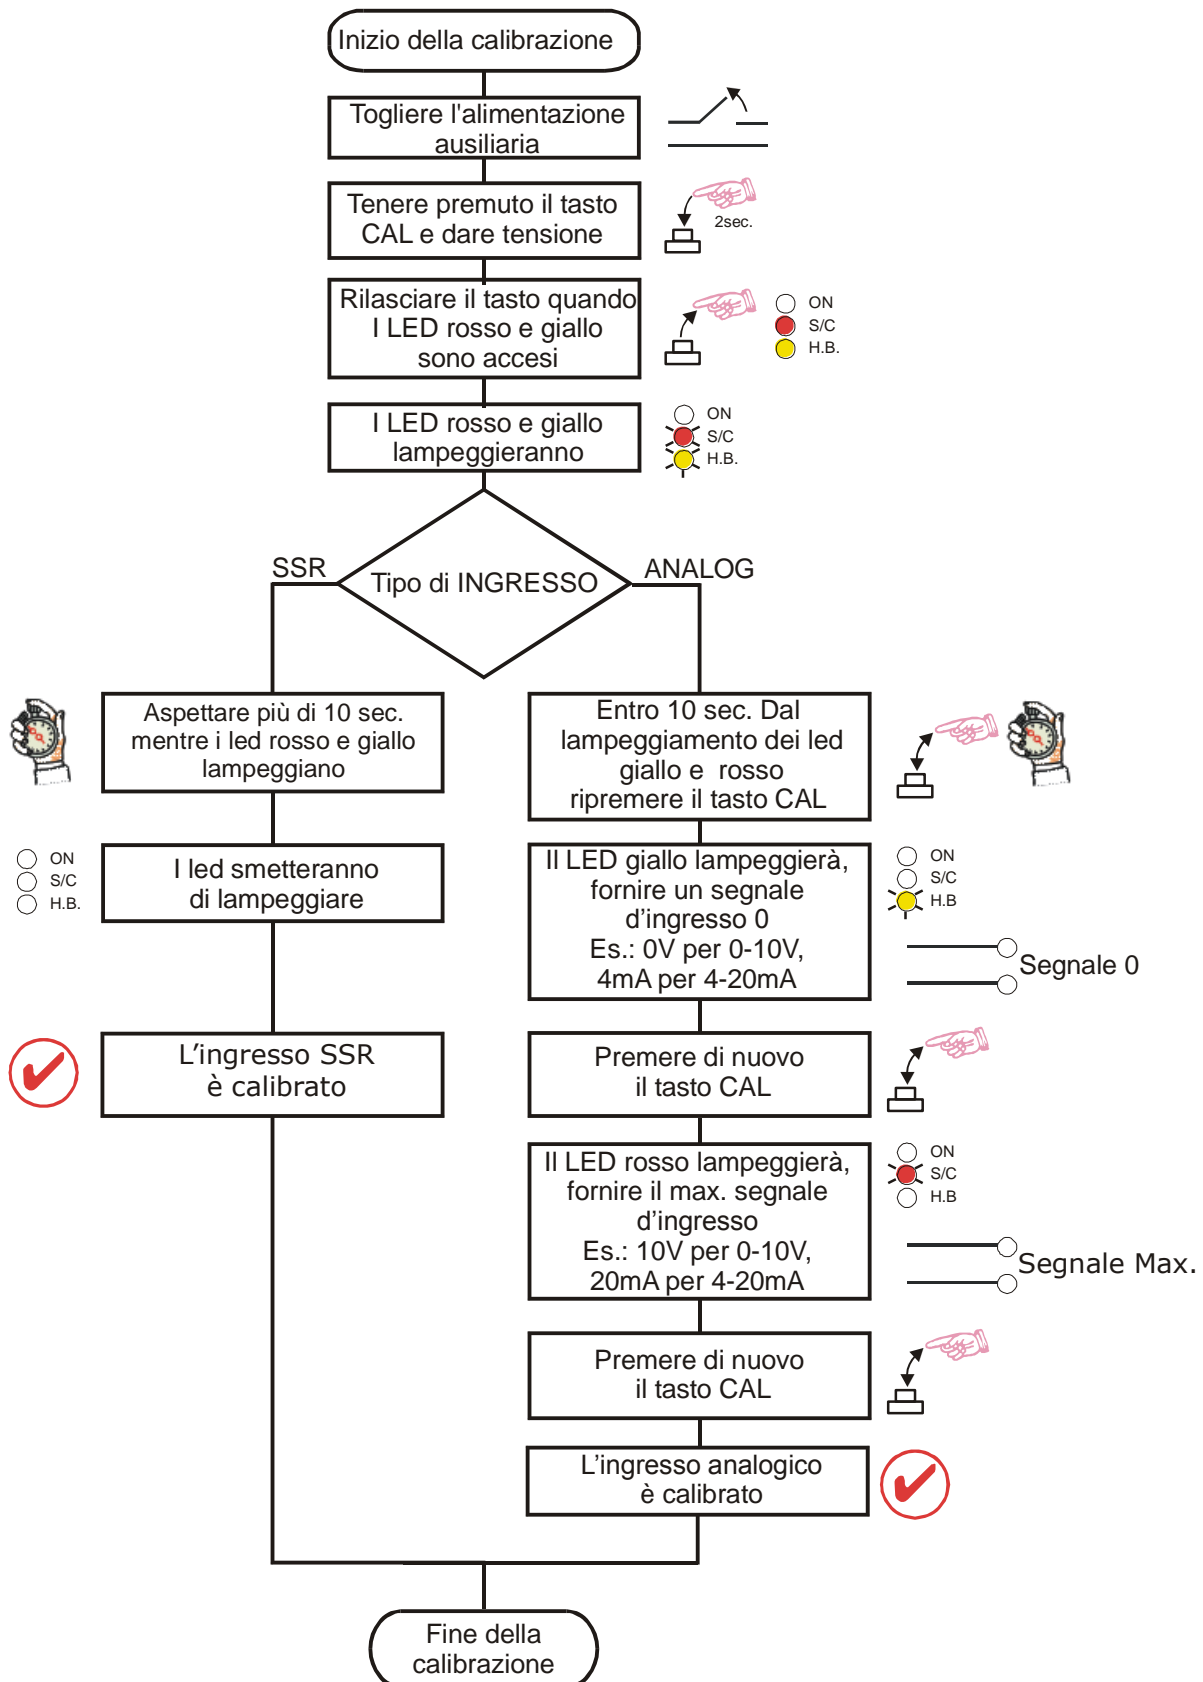 Inizio della calibrazione
Togliere l'alimentazione
ausiliaria
Tenere premuto il tasto
CAL e dare tensione
2sec.
Rilasciare il tasto quando
I LED rosso e giallo
sono accesi
ON
S/C
H.B.
I LED rosso e giallo
lampeggieranno
ON
S/C
H.B.
SSR
Tipo di INGRESSO
ANALOG
Aspettare più di 10 sec.
mentre i led rosso e giallo
lampeggiano
ON
S/C
H.B.
I led smetteranno
di lampeggiare
L'ingresso SSR
è calibrato
Entro 10 sec. Dal
lampeggiamento dei led
giallo e rosso
ripremere il tasto CAL
Il LED giallo lampeggierà,
fornire un segnale
d'ingresso 0
Es.: 0V per 0-10V,
4mA per 4-20mA
ON
S/C
H.B
Segnale 0
Premere di nuovo
il tasto CAL
Il LED rosso lampeggierà,
fornire il max. segnale
d'ingresso
Es.: 10V per 0-10V,
20mA per 4-20mA
ON
S/C
H.B
Segnale Max.
Premere di nuovo
il tasto CAL
L'ingresso analogico
è calibrato
Fine della
calibrazione